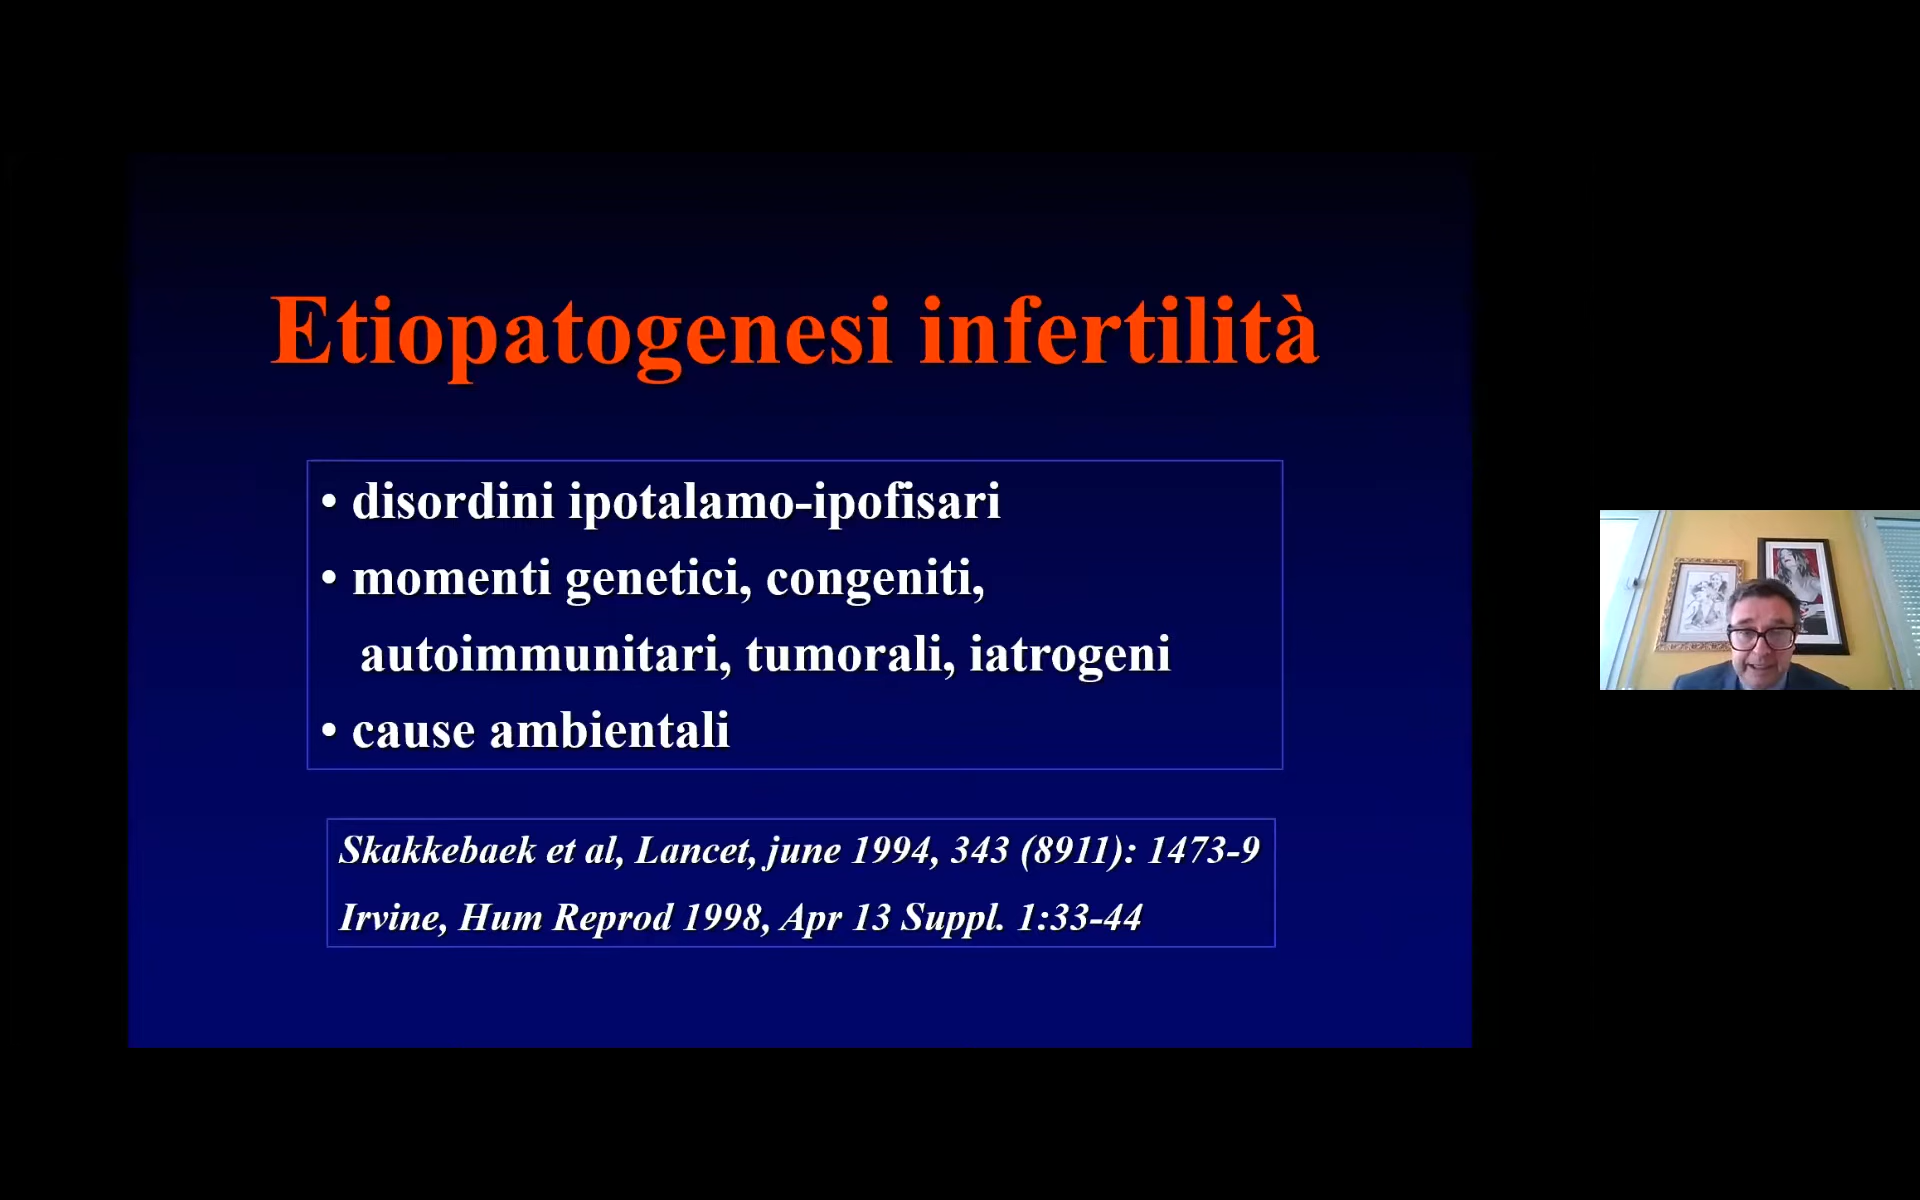 Etiopatogenesi infertilità
• disordini ipotalamo-ipofisari
• momenti genetici, congeniti,
autoimmunitari, tumorali, iatrogeni
• cause ambientali
Skakkebaek et al, Lancet, june 1994, 343 (8911): 1473-9
Irvine, Hum Reprod 1998, Apr 13 Suppl. 1:33-44